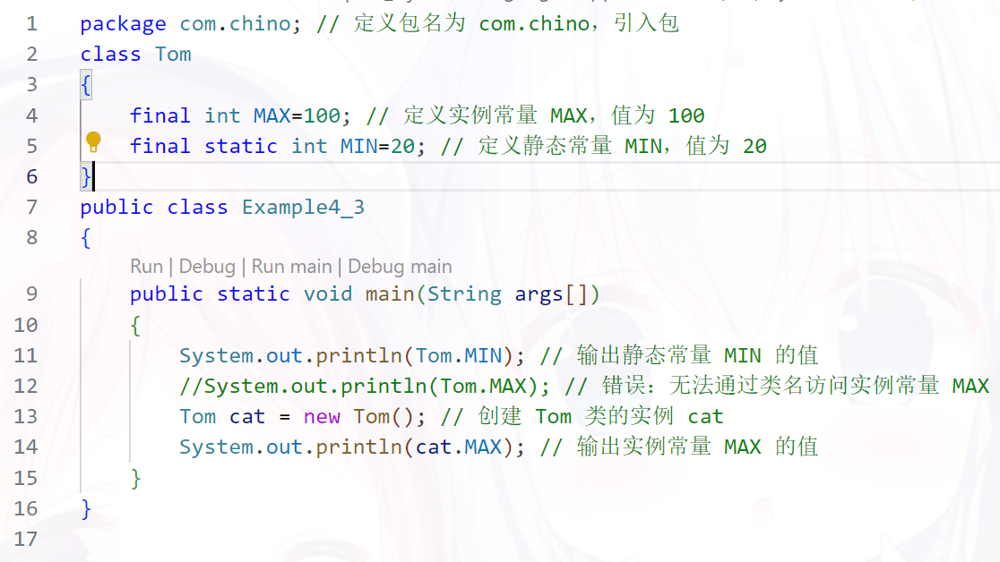 1 package com.chino; // 定义包名为 com.chino，引入包
2 class Tom
3 {
4 final int MAX=100; // 定义实例常量 MAX，值为 100
5 final static int MIN=20; // 定义静态常量 MIN，值为 20
6 }
7 public class Example4_3
8 {
Run | Debug | Run main | Debug main
9 public static void main(String args[])
10 {
11 System.out.println(Tom.MIN); // 输出静态常量 MIN 的值
12 //System.out.println(Tom.MAX); // 错误：无法通过类名访问实例常量 MAX
13 Tom cat = new Tom(); // 创建 Tom 类的实例 cat
14 System.out.println(cat.MAX); // 输出实例常量 MAX 的值
15 }
16 }
17